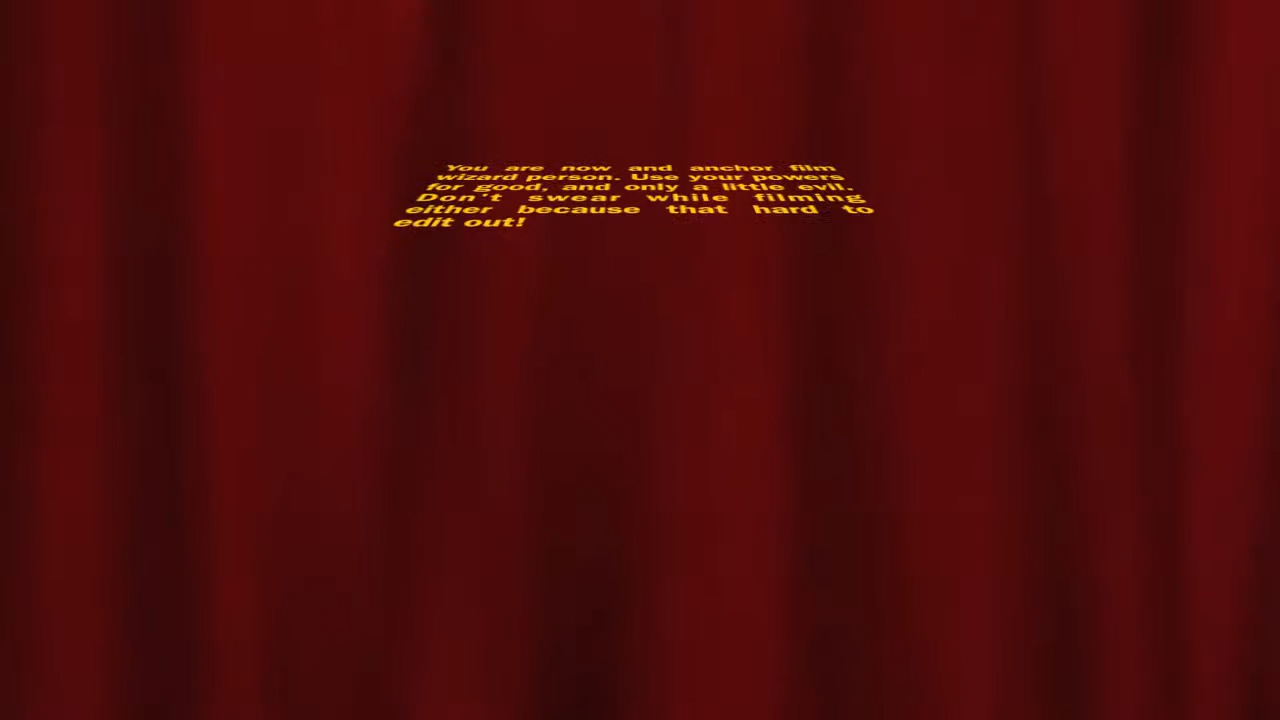 You are now and anchor film
wizard person. Use your powers
for good, and only a little evil.
Don't swear while filming
either because that hard to
edit out!